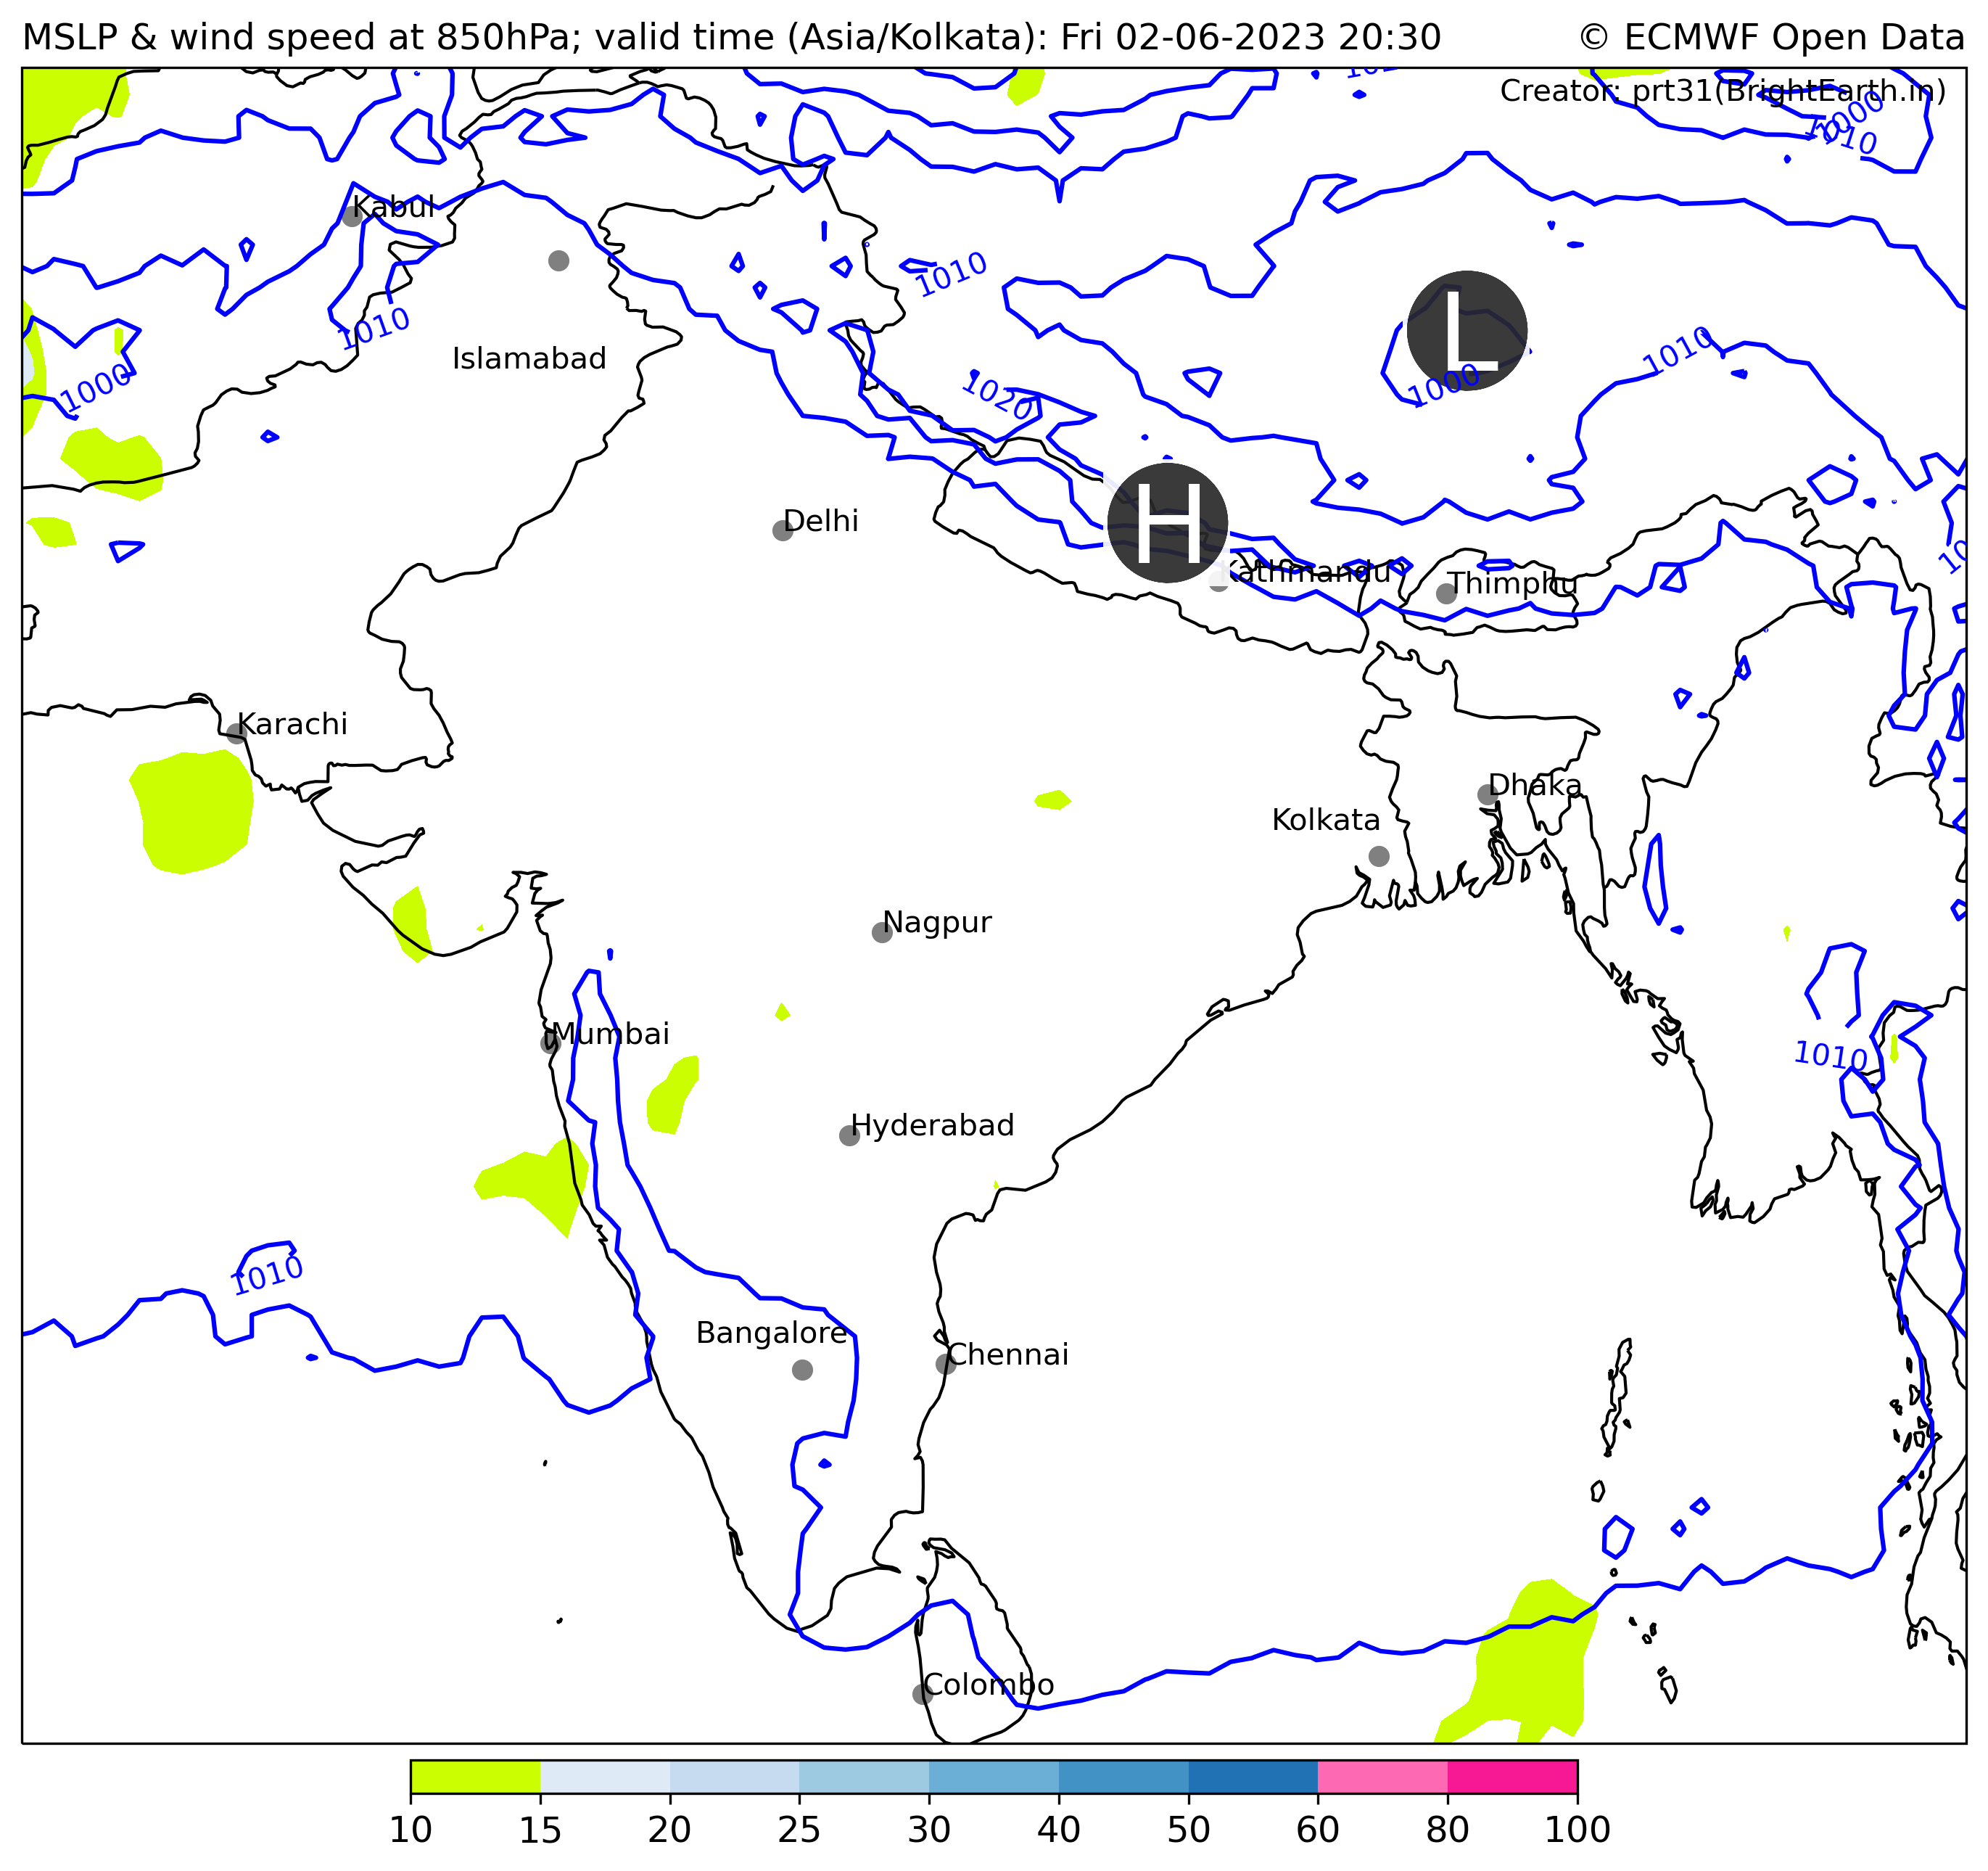 MSLP & wind speed at 850hPa; valid time (Asia/Kolkata): Fri 02-06-2023 20:30
© ECMWF Open Data
Creator: prt31(BrightEarth.in)
1000
1010
Kabul
1010
1010
Islamabad
1000
1020
L
1000
1010
H
Delhi
Kathmandu
Thimphu
Karachi
Dhaka
Kolkata
Nagpur
Mumbai
1010
Hyderabad
1010
Bangalore
Chennai
Colombo
10 15 20 25 30 40 50 60 80 100